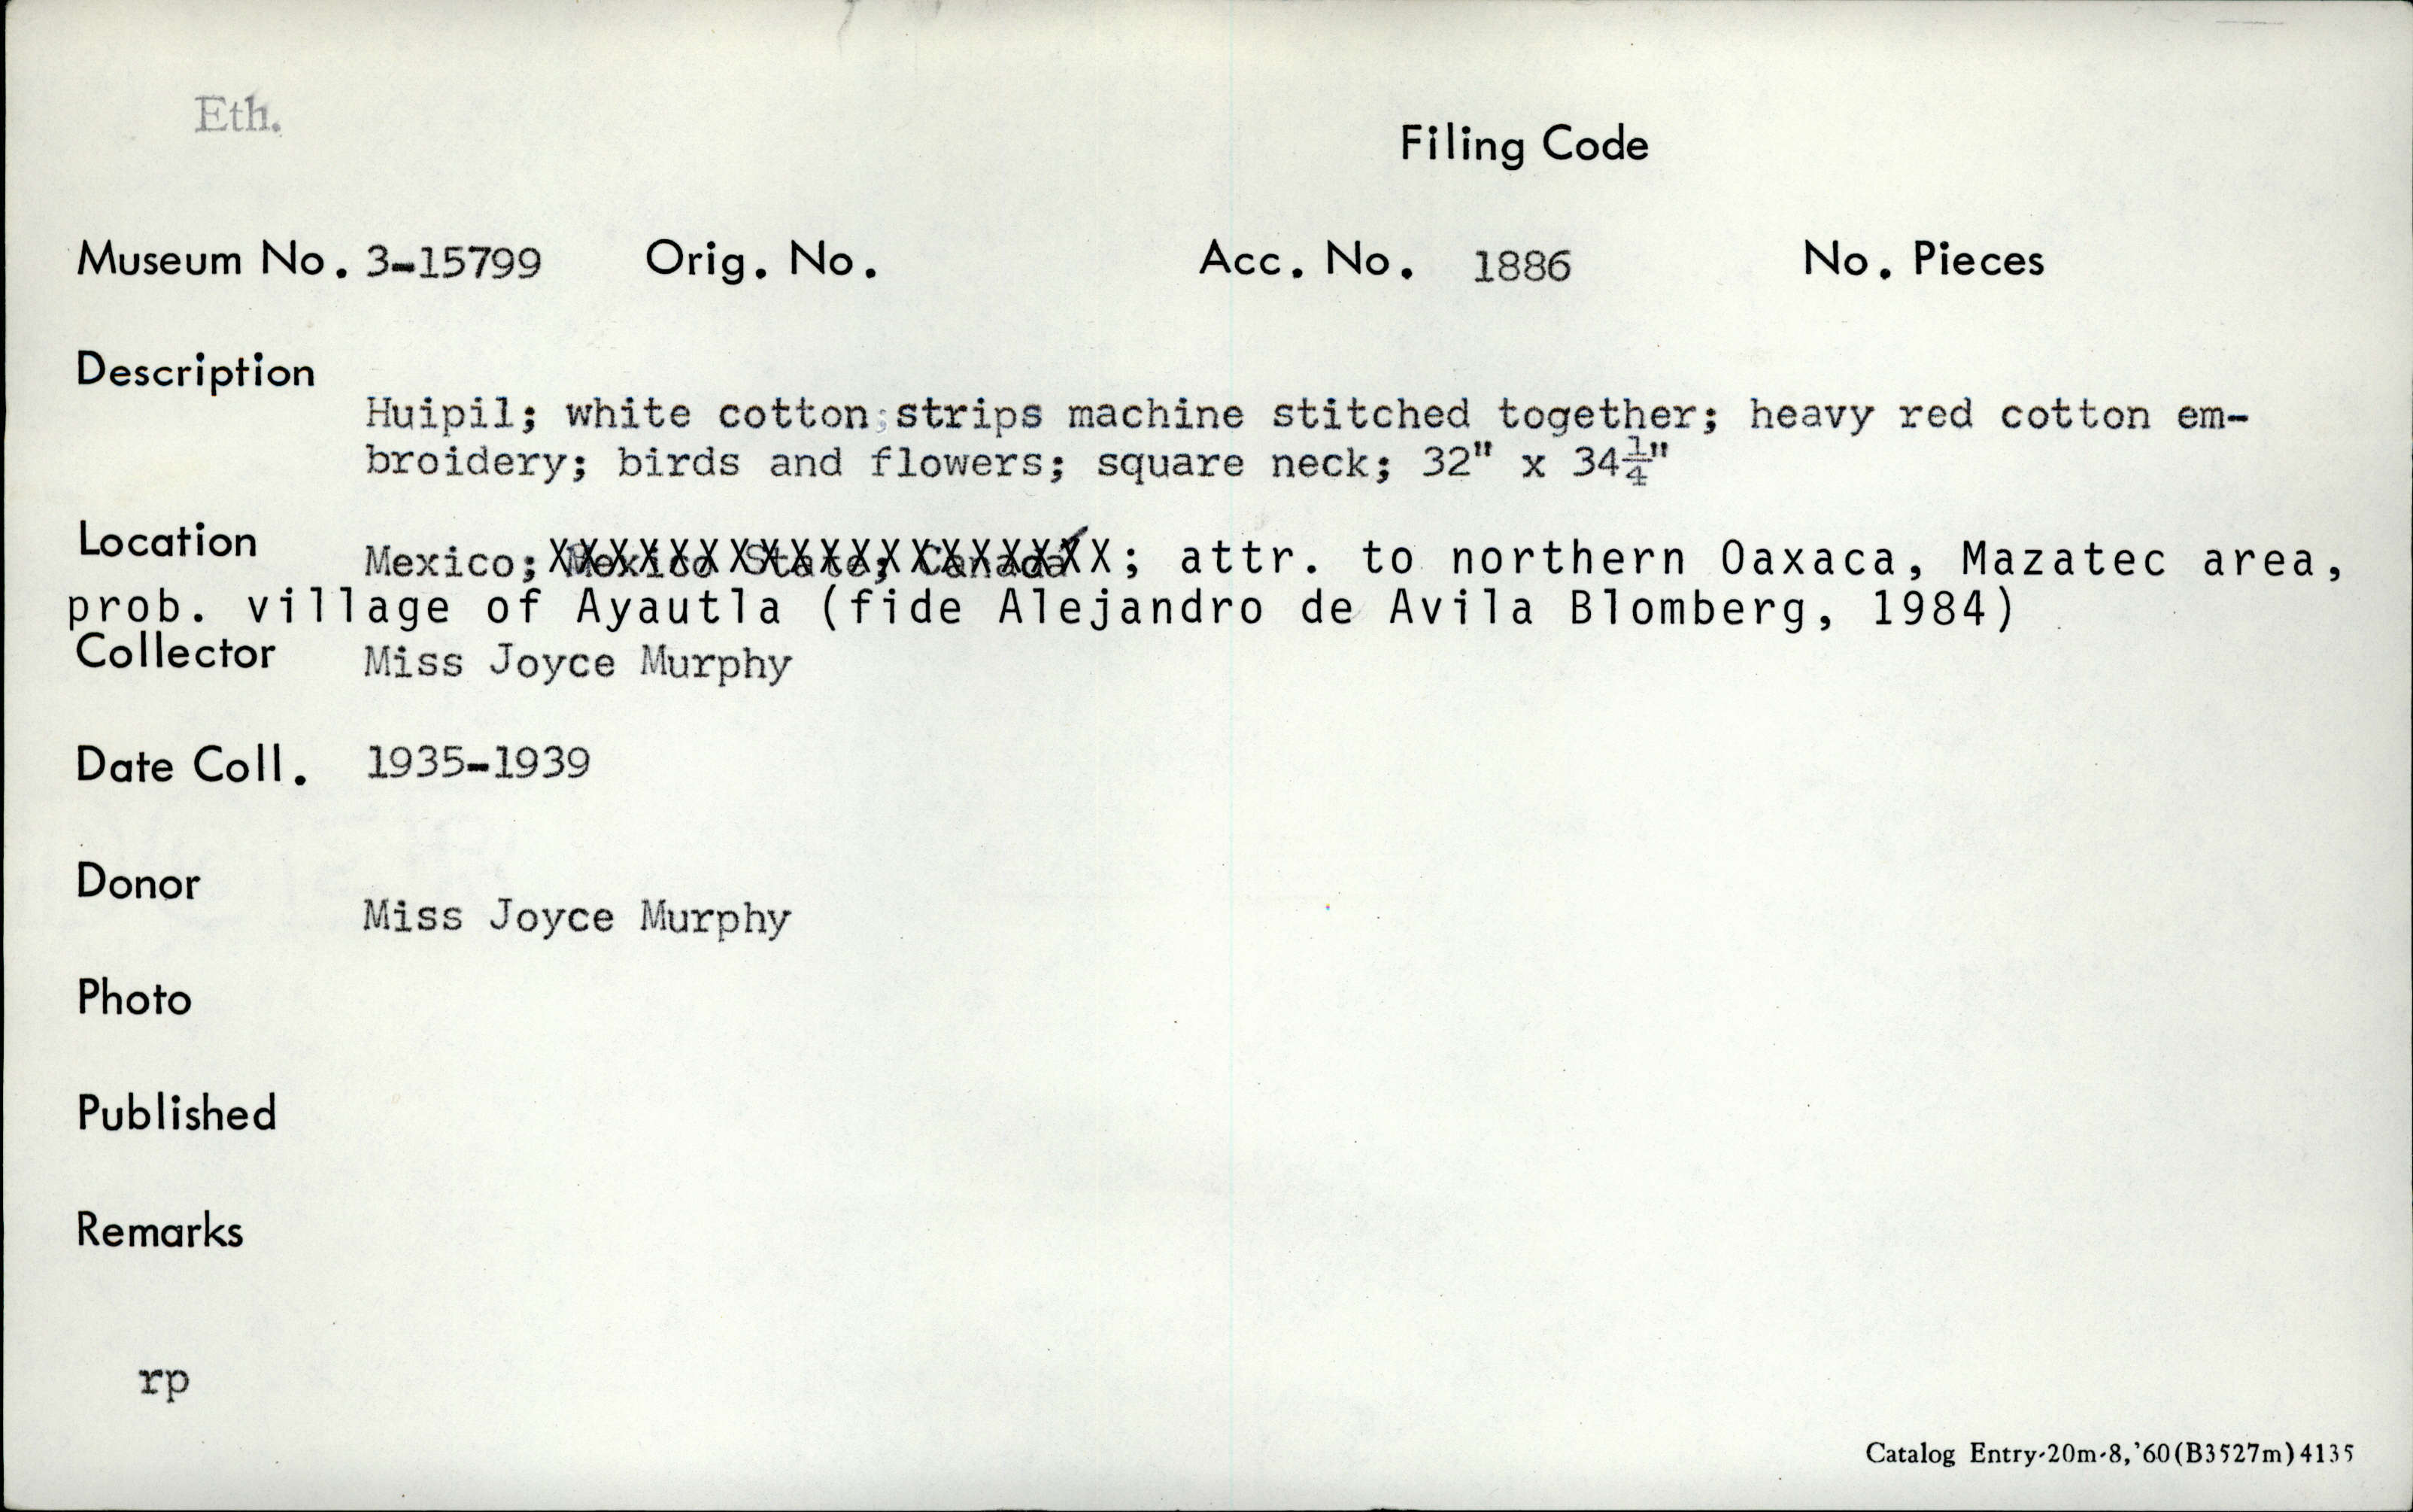 Eth.
Filing Code
Museum No. 3-15799 Orig. No. Acc. No. 1886 No. Pieces
Description
Huipil; white cotton;strips machine stitched together; heavy red cotton em-
broidery; birds and flowers; square neck; 32" x 34¼"
Location Mexico; Mexico State; Canada; attr. to northern Oaxaca, Mazatec area,
prob. village of Ayautla (fide Alejandro de Avila Blomberg, 1984)
Collector Miss Joyce Murphy
Date Coll. 1935-1939
Donor
Miss Joyce Murphy
Photo
Published
Remarks
rp
Catalog Entry-20m-8,'60(B3527m)4135